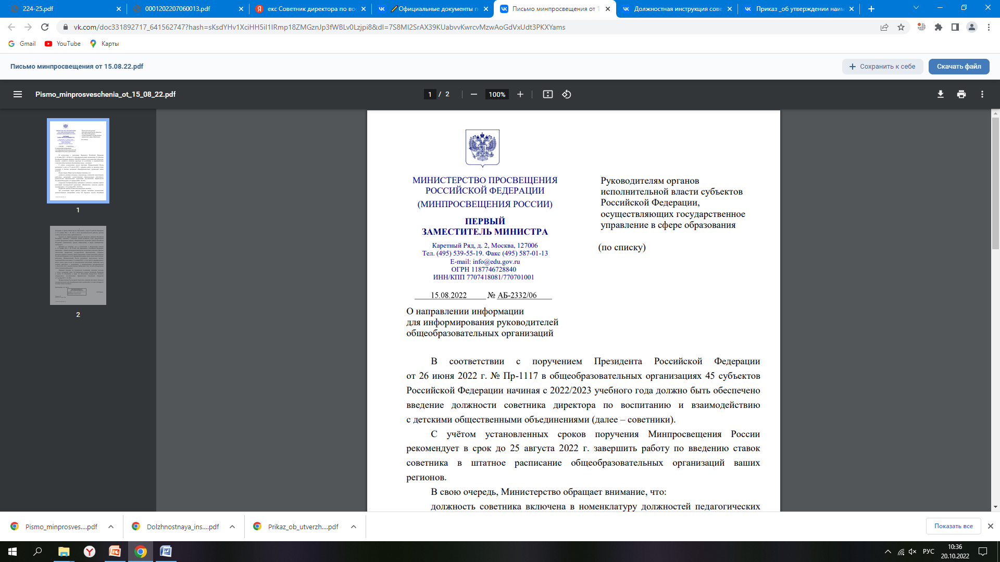 224-25.pdf
0001202207060013.pdf
екс Советник директора по вос
Официальные документы п
Письмо минпросвещения от 1
Должностная инструкция сове
Приказ _об утверждении наим
vk.com/doc331892717_641562747?hash=sKsdYHv1XciHH5iI1IRmp18ZMGznJp3fWBLv0Lzjpi8&dl=7S8MI2SrAX39KUabvvKwrcvMzwAoGdVxUdt3PKXYams
Gmail
YouTube
Карты
Письмо минпросвещения от 15.08.22.pdf
Сохранить к себе
Скачать файл
Pismo_minprosveschenia_ot_15_08_22.pdf
1 / 2
100%
1
2
МИНИСТЕРСТВО ПРОСВЕЩЕНИЯ
РОССИЙСКОЙ ФЕДЕРАЦИИ
(МИНПРОСВЕЩЕНИЯ РОССИИ)
ПЕРВЫЙ
ЗАМЕСТИТЕЛЬ МИНИСТРА
Каретный Ряд, д. 2, Москва, 127006
Тел. (495) 539-55-19. Факс (495) 587-01-13
E-mail: info@edu.gov.ru
ОГРН 1187746728840
ИНН/КПП 7707418081/770701001
15.08.2022 № АБ-2332/06
Руководителям органов
исполнительной власти субъектов
Российской Федерации,
осуществляющих государственное
управление в сфере образования
(по списку)
О направлении информации
для информирования руководителей
общеобразовательных организаций
В соответствии с поручением Президента Российской Федерации
от 26 июня 2022 г. № Пр-1117 в общеобразовательных организациях 45 субъектов
Российской Федерации начиная с 2022/2023 учебного года должно быть обеспечено
введение должности советника директора по воспитанию и взаимодействию
с детскими общественными объединениями (далее – советники).
С учётом установленных сроков поручения Минпросвещения России
рекомендует в срок до 25 августа 2022 г. завершить работу по введению ставок
советника в штатное расписание общеобразовательных организаций ваших
регионов.
В свою очередь, Министерство обращает внимание, что:
должность советника включена в номенклатуру должностей педагогических
Pismo_minprosves....pdf
Dolzhnostnaya_ins....pdf
Prikaz_ob_utverzh....pdf
Показать все
РУС
10:36
20.10.2022